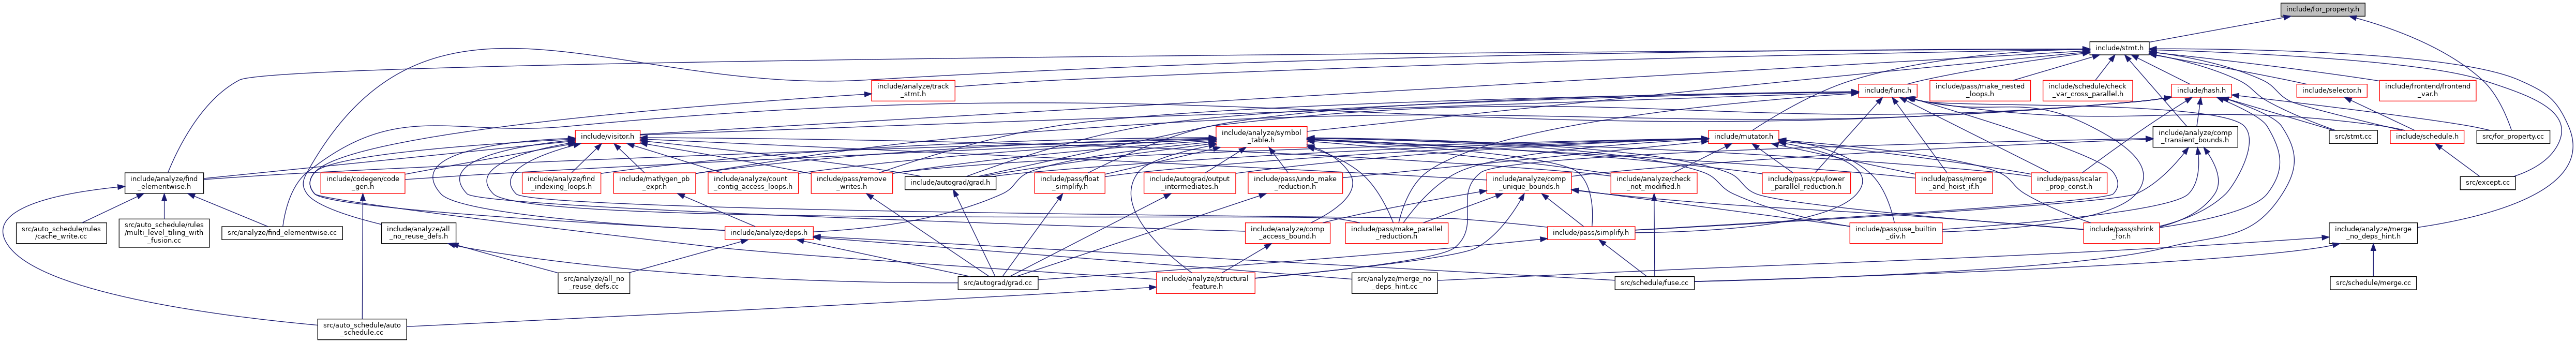 include/for_property.h
include/stmt.h
include/analyze/track
_stmt.h
include/func.h
include/pass/make_nested
_loops.h
include/schedule/check
_var_cross_parallel.h
include/hash.h
include/selector.h
include/frontend/frontend
_var.h
include/visitor.h
include/analyze/symbol
_table.h
include/mutator.h
include/analyze/comp
_transient_bounds.h
src/stmt.cc
include/schedule.h
src/for_property.cc
include/analyze/find
_elementwise.h
include/codegen/code
_gen.h
include/analyze/find
_indexing_loops.h
include/math/gen_pb
_expr.h
include/analyze/count
_contig_access_loops.h
include/pass/remove
_writes.h
include/autograd/grad.h
include/pass/float
_simplify.h
include/autograd/output
_intermediates.h
include/pass/undo_make
_reduction.h
include/analyze/comp
_unique_bounds.h
include/analyze/check
_not_modified.h
include/pass/cpu/lower
_parallel_reduction.h
include/pass/merge
_and_hoist_if.h
include/pass/scalar
_prop_const.h
src/except.cc
src/auto_schedule/rules
/cache_write.cc
src/auto_schedule/rules
/multi_level_tiling_with
_fusion.cc
src/analyze/find_elementwise.cc
include/analyze/all
_no_reuse_defs.h
include/analyze/deps.h
include/analyze/comp
_access_bound.h
include/pass/make_parallel
_reduction.h
include/pass/simplify.h
include/pass/use_builtin
_div.h
include/pass/shrink
_for.h
include/analyze/merge
_no_deps_hint.h
src/analyze/all_no
_reuse_defs.cc
src/autograd/grad.cc
include/analyze/structural
_feature.h
src/analyze/merge_no
_deps_hint.cc
src/schedule/fuse.cc
src/schedule/merge.cc
src/auto_schedule/auto
_schedule.cc